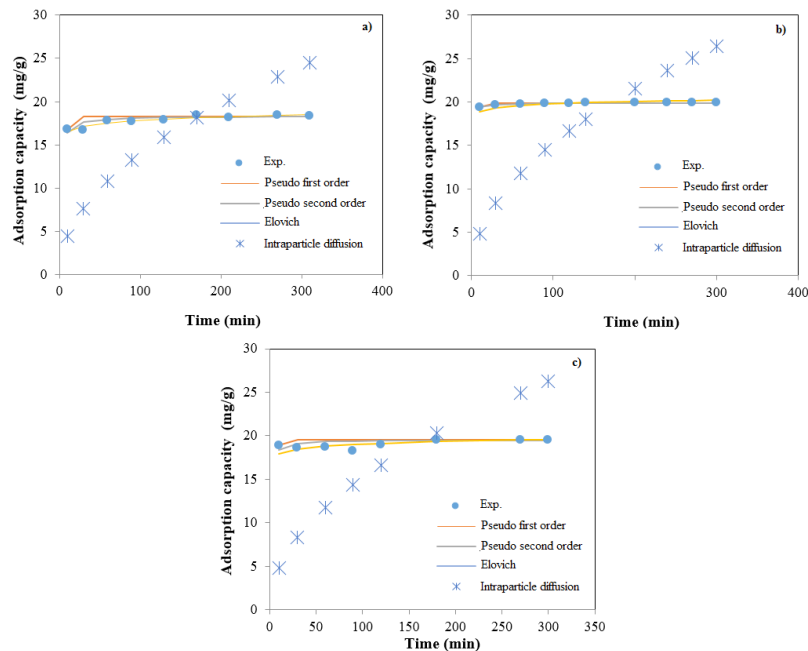 a)
Adsorption capacity (mg/g)
30
25
20
15
10
5
0
0 100 200 300 400
Time (min)
Exp.
Pseudo first order
Pseudo second order
Elovich
Intraparticle diffusion
b)
Adsorption capacity (mg/g)
30
25
20
15
10
5
0
0 100 200 300 400
Time (min)
Exp.
Pseudo first order
Pseudo second order
Elovich
Intraparticle diffusion
c)
Adsorption capacity (mg/g)
30
25
20
15
10
5
0
0 50 100 150 200 250 300 350
Time (min)
Exp.
Pseudo first order
Pseudo second order
Elovich
Intraparticle diffusion